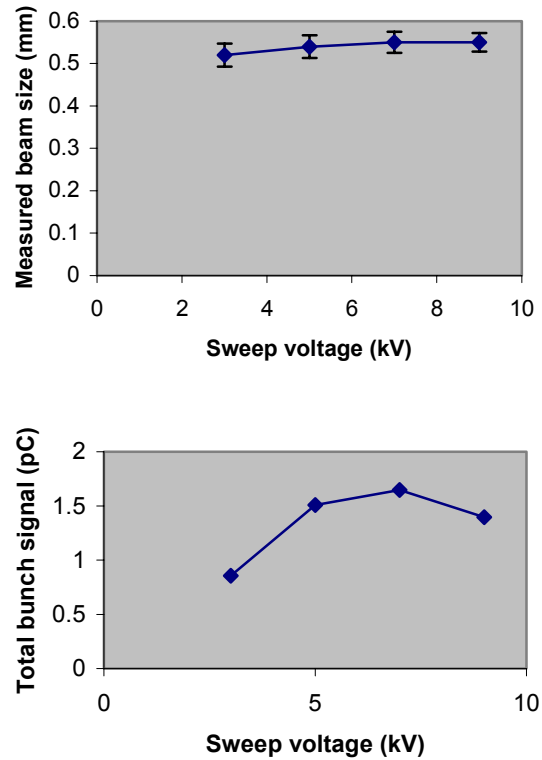 Measured beam size (mm)
0.6
0.5
0.4
0.3
0.2
0.1
0
0 2 4 6 8 10
Sweep voltage (kV)
Total bunch signal (pC)
2
1.5
1
0.5
0
0 5 10
Sweep voltage (kV)